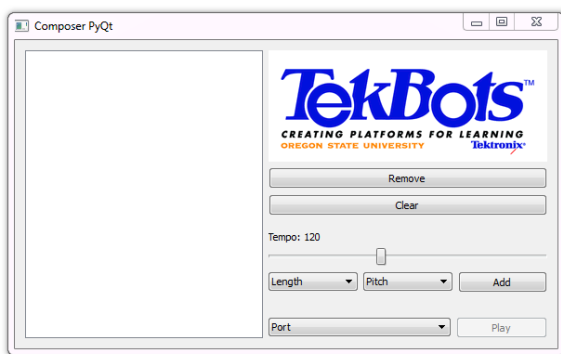 Composer PyQt
TekBots™
CREATING PLATFORMS FOR LEARNING
OREGON STATE UNIVERSITY Tektronix
Remove
Clear
Tempo: 120
Length Pitch Add
Port Play